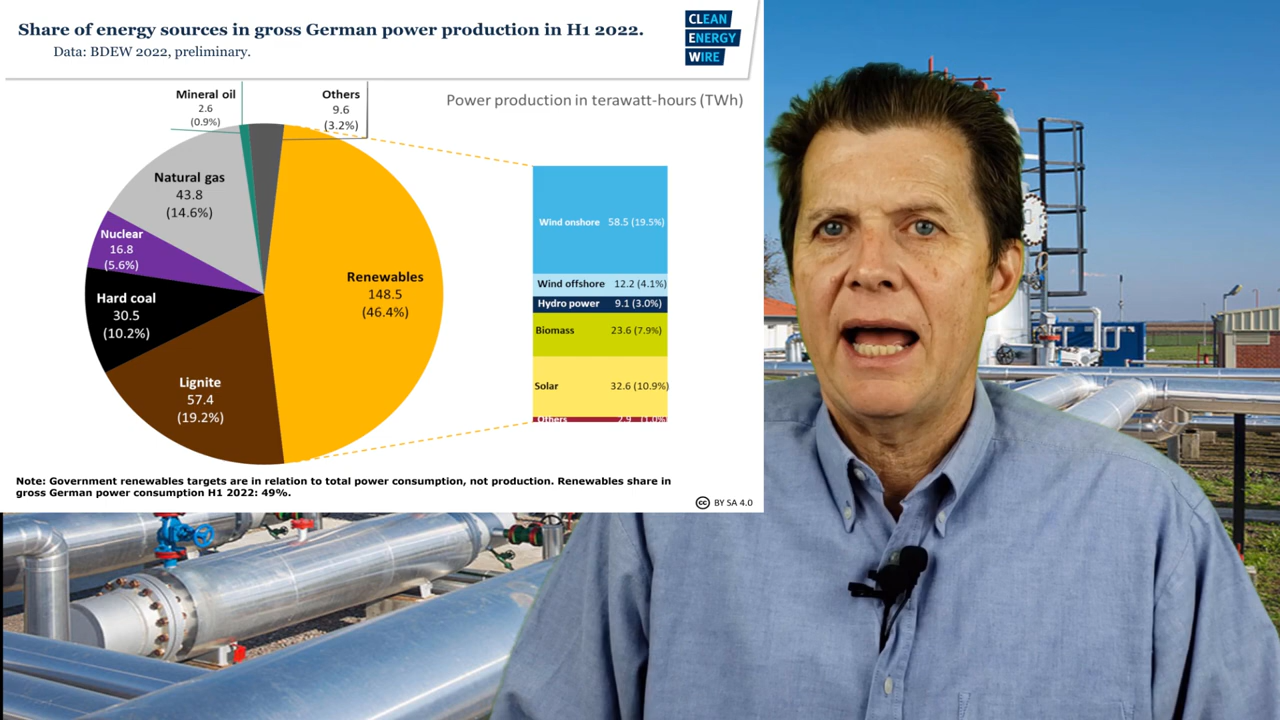 Share of energy sources in gross German power production in H1 2022.
Data: BDEW 2022, preliminary.
CLEAN
ENERGY
WIRE
Power production in terawatt-hours (TWh)
Mineral oil
2.6
(0.9%)
Others
9.6
(3.2%)
Natural gas
43.8
(14.6%)
Nuclear
16.8
(5.6%)
Hard coal
30.5
(10.2%)
Lignite
57.4
(19.2%)
Renewables
148.5
(46.4%)
Wind onshore 58.5 (19.5%)
Wind offshore 12.2 (4.1%)
Hydro power 9.1 (3.0%)
Biomass 23.6 (7.9%)
Solar 32.6 (10.9%)
Others 2.9 (1.0%)
Note: Government renewables targets are in relation to total power consumption, not production. Renewables share in
gross German power consumption H1 2022: 49%.
cc BY SA 4.0